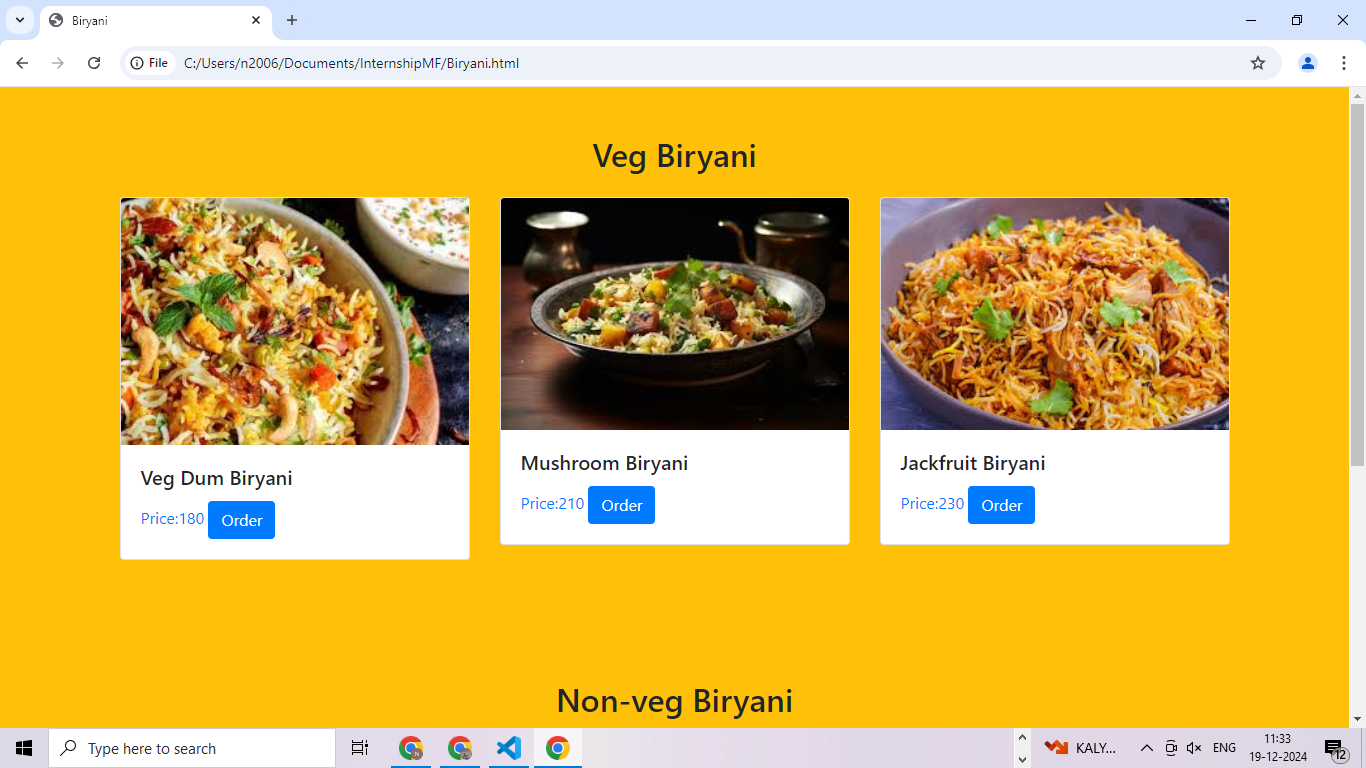 Biryani
File
C:/Users/n2006/Documents/InternshipMF/Biryani.html
Veg Biryani
Veg Dum Biryani
Price:180 Order
Mushroom Biryani
Price:210 Order
Jackfruit Biryani
Price:230 Order
Non-veg Biryani
Type here to search
KALY...
ENG
11:33
19-12-2024
12